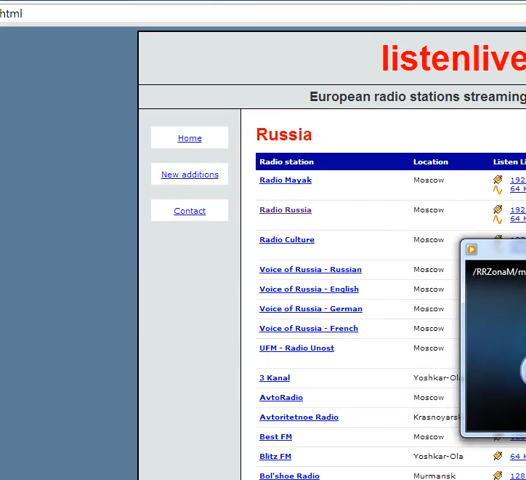 html
listenlive
European radio stations streaming
Home
New additions
Contact
Russia
Radio station Location Listen Li
Radio Mayak Moscow 192
64 K
Radio Russia Moscow 192
64 K
Radio Culture Moscow
Voice of Russia - Russian Moscow
Voice of Russia - English Moscow
Voice of Russia - German Moscow
Voice of Russia - French Moscow
UFM - Radio Unost Moscow
3 Kanal Yoshkar-Ola
AvtoRadio Moscow
Avtoritetnoe Radio Krasnoyarsk
Best FM Moscow
Blitz FM Yoshkar-Ola 64 K
Bol'shoe Radio Murmansk 128
/RRZonaM/m